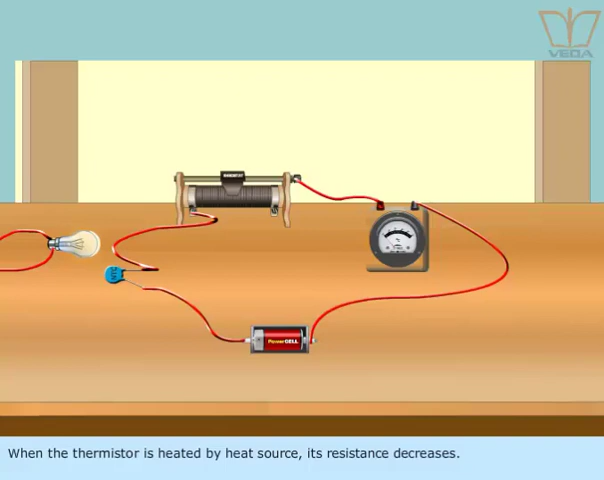 VEDA
PowerCELL
When the thermistor is heated by heat source, its resistance decreases.